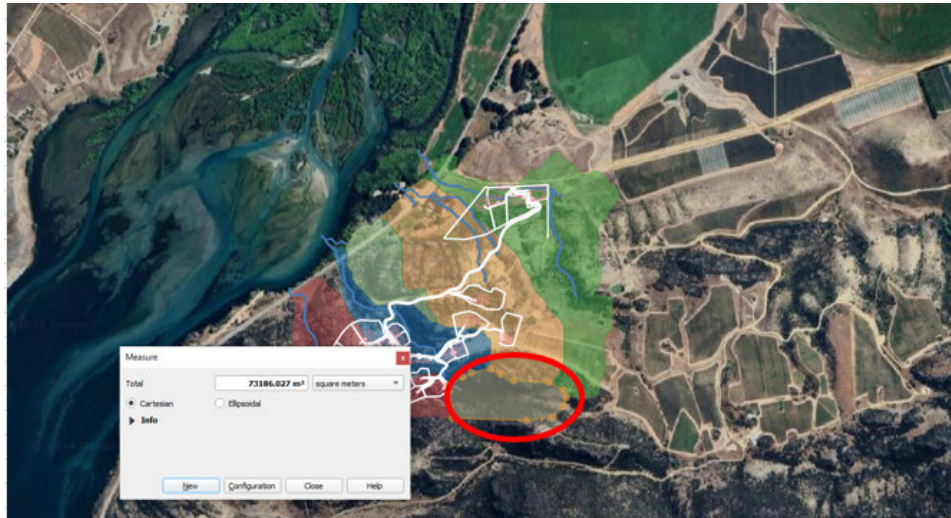 Measure
Total
73186.027 m²
square meters
Cartesian
Ellipsoidal
Info
New
Configuration
Close
Help